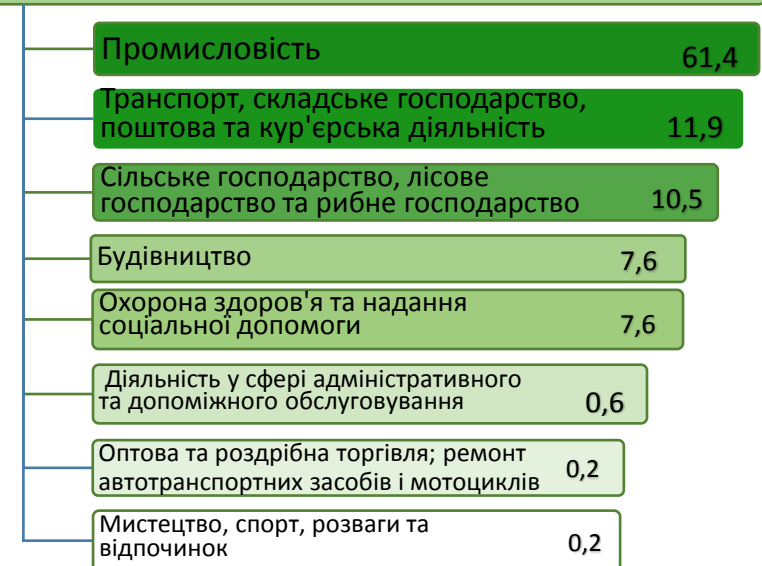 Промисловість 61,4
Транспорт, складське господарство,
поштова та кур'єрська діяльність 11,9
Сільське господарство, лісове
господарство та рибне господарство 10,5
Будівництво 7,6
Охорона здоров'я та надання
соціальної допомоги 7,6
Діяльність у сфері адміністративного
та допоміжного обслуговування 0,6
Оптова та роздрібна торгівля; ремонт
автотранспортних засобів і мотоциклів 0,2
Мистецтво, спорт, розваги та
відпочинок 0,2